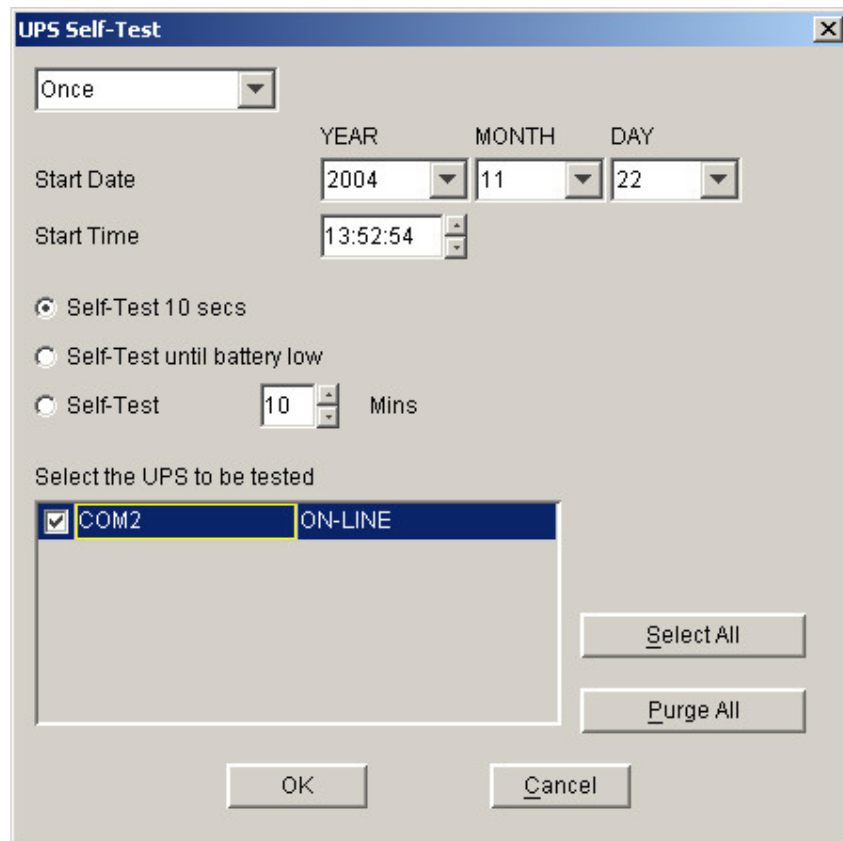 UPS Self-Test
Once
YEAR MONTH DAY
Start Date 2004 11 22
Start Time 13:52:54
Self-Test 10 secs
Self-Test until battery low
Self-Test 10 Mins
Select the UPS to be tested
COM2 ON-LINE
Select All
Purge All
OK Cancel